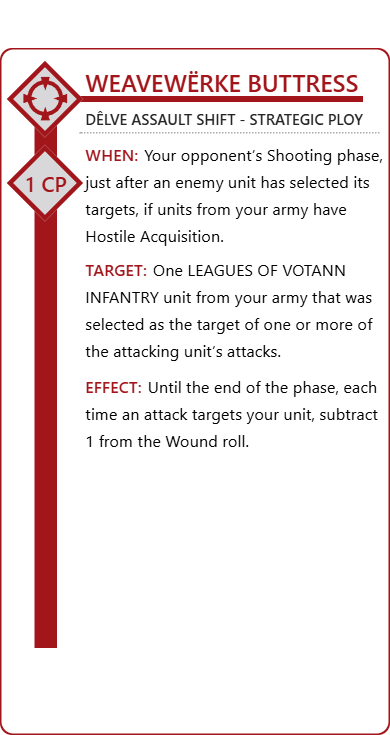 WEAVEWËRKE BUTTRESS
DÊLVE ASSAULT SHIFT - STRATEGIC PLOY
1 CP
WHEN: Your opponent’s Shooting phase,
just after an enemy unit has selected its
targets, if units from your army have
Hostile Acquisition.
TARGET: One LEAGUES OF VOTANN
INFANTRY unit from your army that was
selected as the target of one or more of
the attacking unit’s attacks.
EFFECT: Until the end of the phase, each
time an attack targets your unit, subtract
1 from the Wound roll.